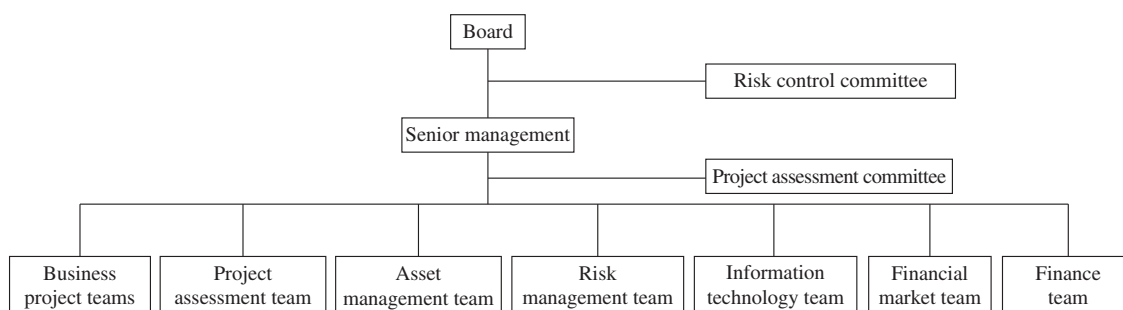 Board
Risk control committee
Senior management
Project assessment committee
Business
project teams
Project
assessment team
Asset
management team
Risk
management team
Information
technology team
Financial
market team
Finance
team